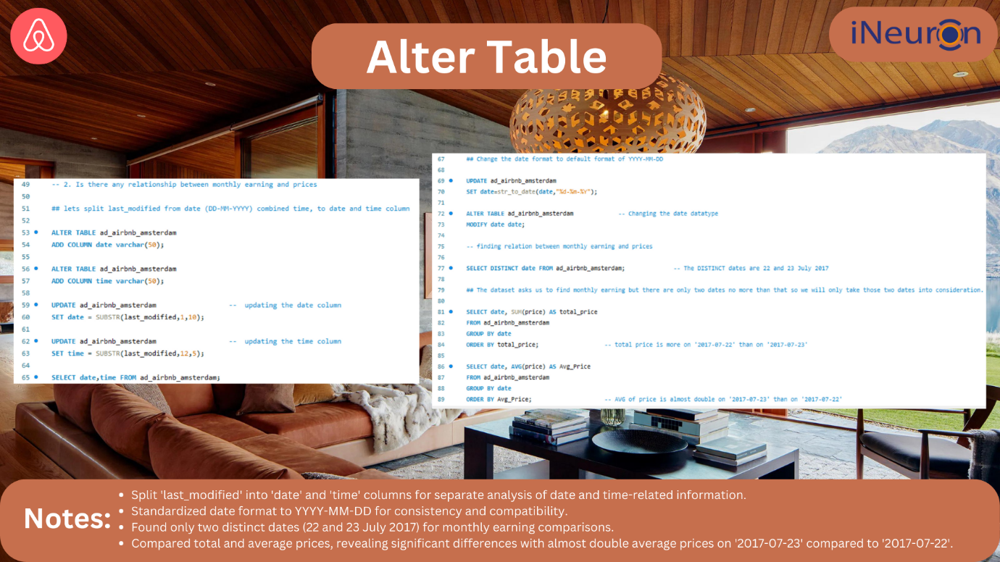 iNeuron
Alter Table
49 -- 2. Is there any relationship between monthly earning and prices
50
51 ## lets split last_modified from date (DD-MM-YYYY) combined time, to date and time column
52
53 ALTER TABLE ad_airbnb_amsterdam
54 ADD COLUMN date varchar(50);
55
56 ALTER TABLE ad_airbnb_amsterdam
57 ADD COLUMN time varchar(50);
58
59 UPDATE ad_airbnb_amsterdam -- updating the date column
60 SET date = SUBSTR(last_modified,1,10);
61
62 UPDATE ad_airbnb_amsterdam -- updating the time column
63 SET time = SUBSTR(last_modified,12,5);
64
65 SELECT date,time FROM ad_airbnb_amsterdam;
67 ## Change the date format to default format of YYYY-MM-DD
68
69 UPDATE ad_airbnb_amsterdam
70 SET date=str_to_date(date,"%d-%m-%Y");
71
72 ALTER TABLE ad_airbnb_amsterdam -- Changing the date datatype
73 MODIFY date date;
74
75 -- finding relation between monthly earning and prices
76
77 SELECT DISTINCT date FROM ad_airbnb_amsterdam; -- The DISTINCT dates are 22 and 23 July 2017
78
79 ## The dataset asks us to find monthly earning but there are only two dates no more than that so we will only take those two dates into consideration.
80
81 SELECT date, SUM(price) AS total_price
82 FROM ad_airbnb_amsterdam
83 GROUP BY date
84 ORDER BY total_price; -- total price is more on '2017-07-22' than on '2017-07-23'
85
86 SELECT date, AVG(price) AS Avg_Price
87 FROM ad_airbnb_amsterdam
88 GROUP BY date
89 ORDER BY Avg_Price; -- AVG of price is almost double on '2017-07-23' than on '2017-07-22'
Notes:
• Split 'last_modified' into 'date' and 'time' columns for separate analysis of date and time-related information.
• Standardized date format to YYYY-MM-DD for consistency and compatibility.
• Found only two distinct dates (22 and 23 July 2017) for monthly earning comparisons.
• Compared total and average prices, revealing significant differences with almost double average prices on '2017-07-23' compared to '2017-07-22'.